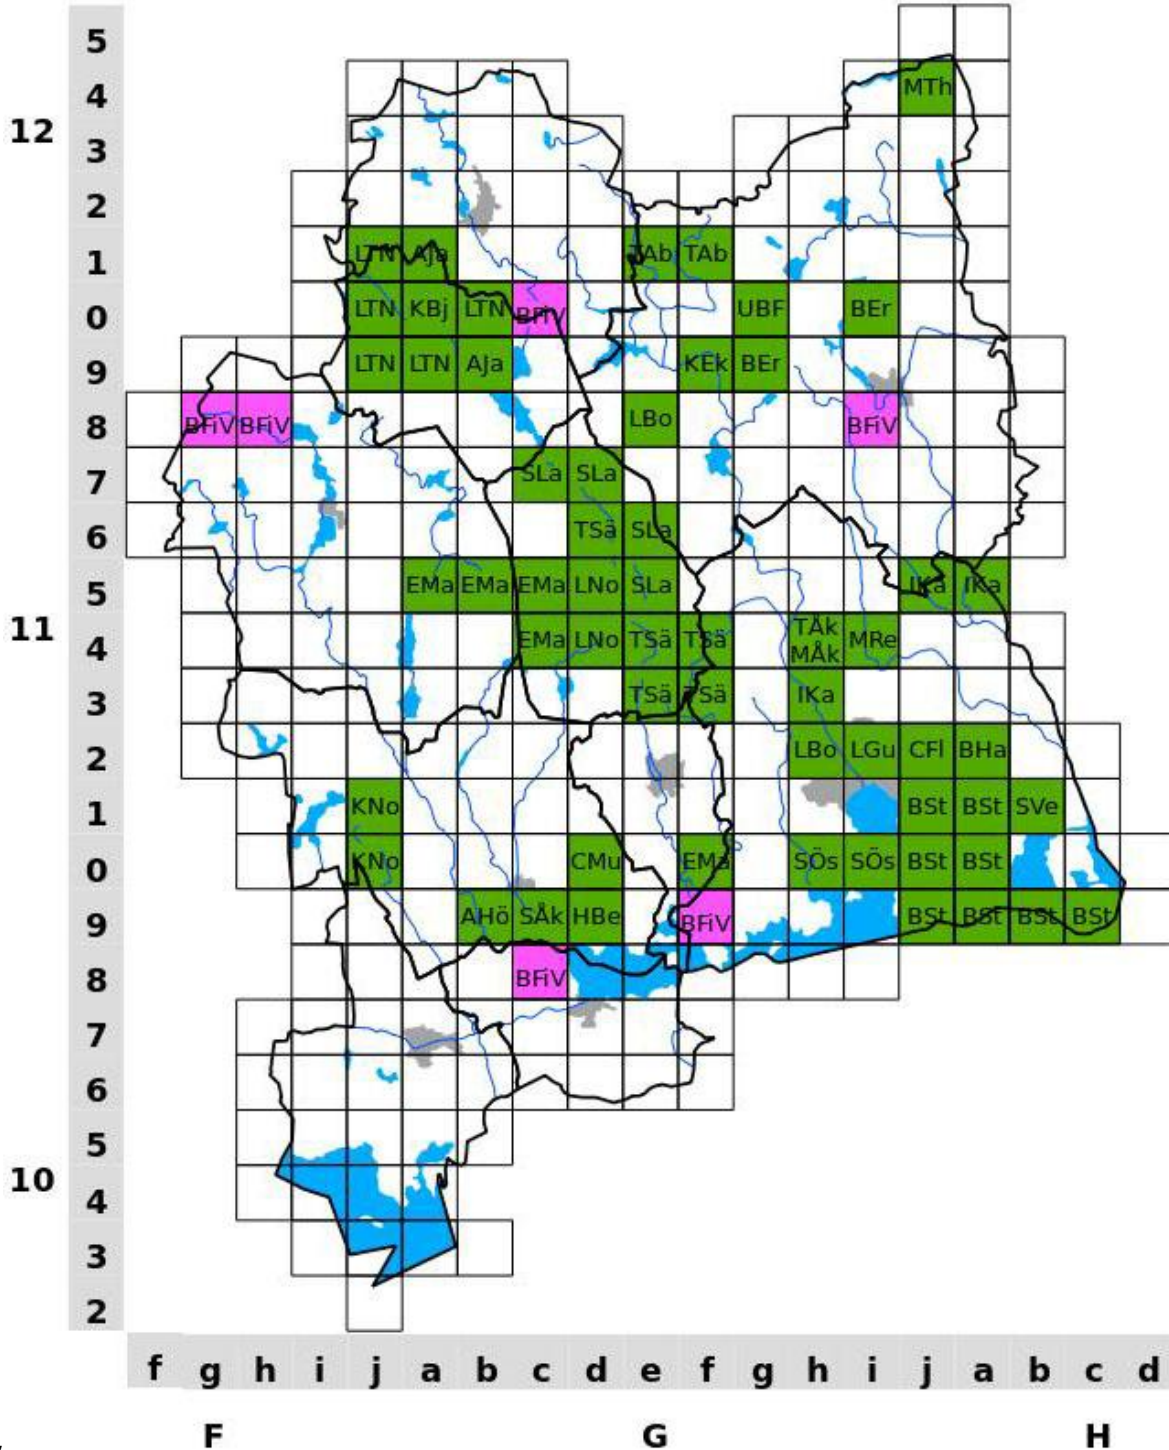 5
4 MTh
12
3
2
1 LTN AJa TAb TAb
0 LTN KBj LTN BFiV UBF BEr
9 LTN LTN AJa KEk BEr
8 BFiV BFiV LBo BFiV
7 SLa SLa
6 TSä SLa
5 EMa EMa EMa LNo SLa IKa IKa
11
4 EMa LNo TSä TSä TÅk MÅk MRe
3 TSä TSä IKa
2 LBo LGu CFl BHa
1 KNo BSt BSt SVe
0 KNo CMu EMa SÖs SÖs BSt BSt
9 AHö SÅk HBe BFiV BSt BSt BSt BSt
8 BFiV
7
6
5
10
4
3
2
f g h i j a b c d e f g h i j a b c d
F G H